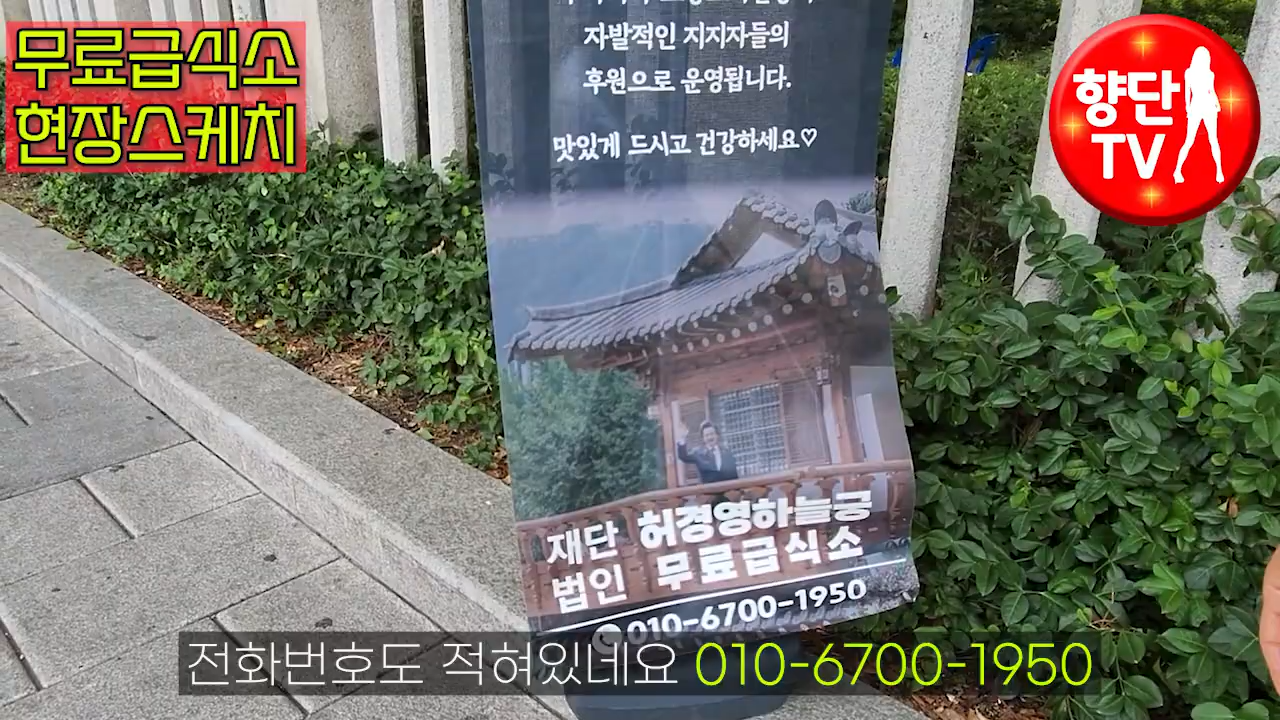 무료급식소
현장스케치
향단
TV
자발적인 지지자들의
후원으로 운영됩니다.
맛있게 드시고 건강하세요♡
재단 허경영하늘궁
법인 무료급식소
010-6700-1950
전화번호도 적혀있네요 010-6700-1950